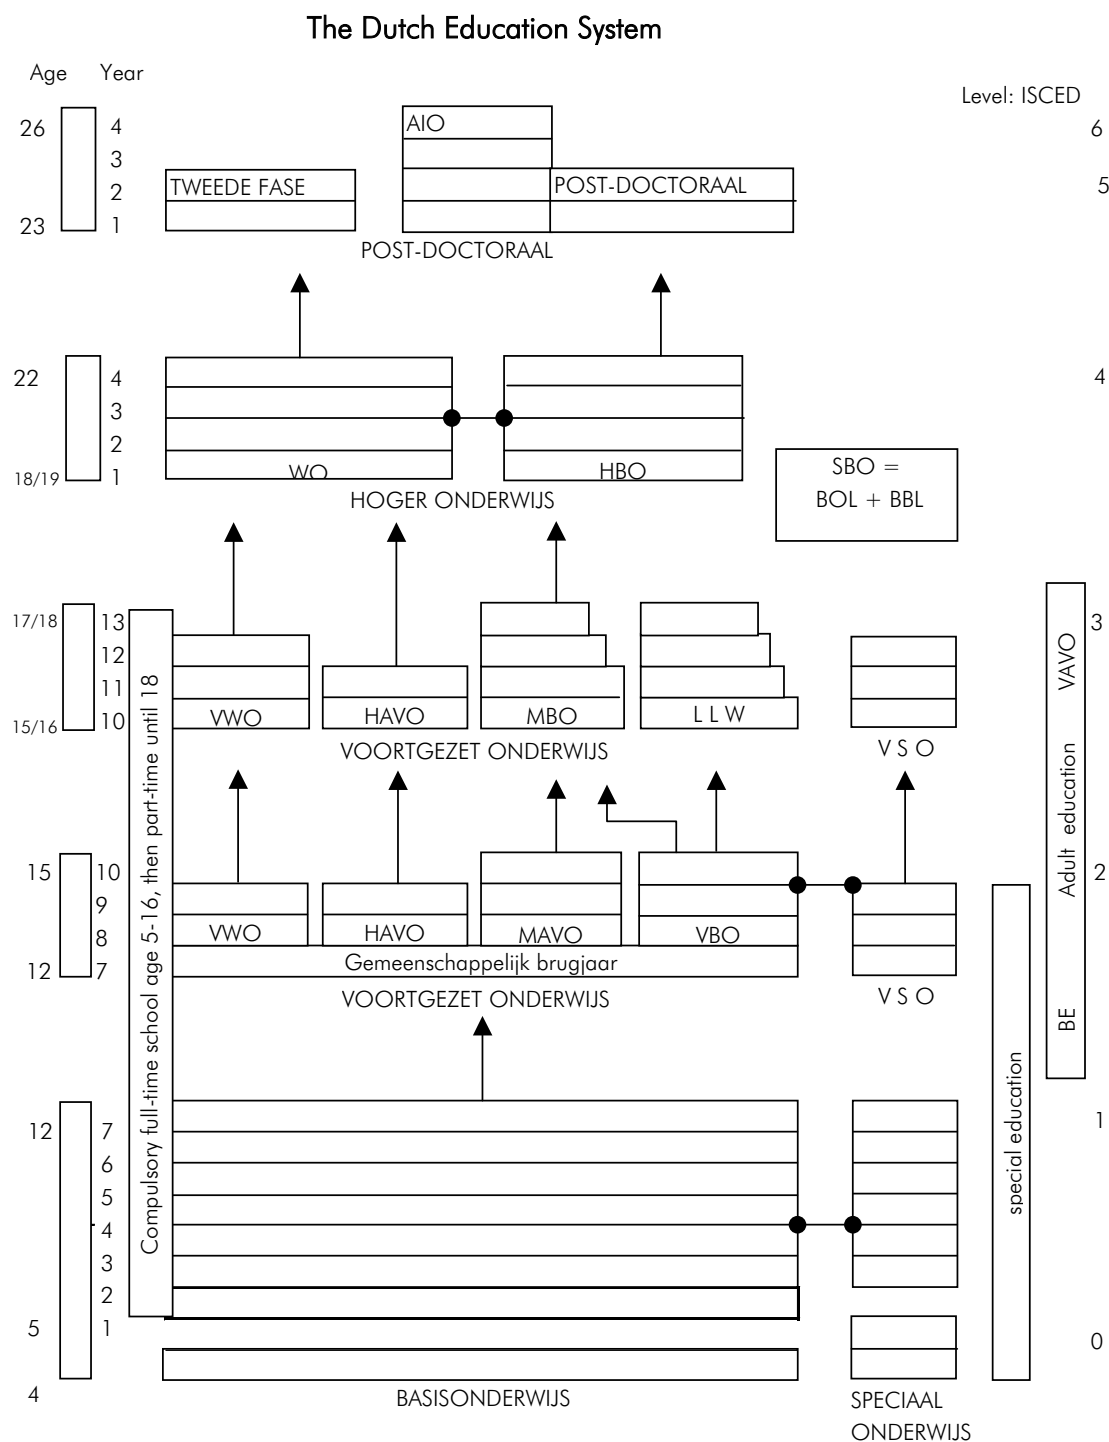 The Dutch Education System
Age Year
Level: ISCED
26 4 AIO 6
3
2 TWEEDE FASE POST-DOCTORAAL 5
23 1
POST-DOCTORAAL
22 4 4
3
2
18/19 1 WO HBO
SBO =
BOL + BBL
HOGER ONDERWIJS
17/18 13 3
12
11
15/16 10 VWO HAVO MBO L L W
VOORTGEZET ONDERWIJS V S O
15 10 2
9
8 VWO HAVO MAVO VBO
12 7 Gemeenschappelijk brugjaar
VOORTGEZET ONDERWIJS V S O
12 7 1
6
5
4
3
2
5 1 0
4
BASISONDERWIJS
SPECIAAL
ONDERWIJS
Compulsory full-time school age 5-16, then part-time until 18
special education
BE Adult education VAVO